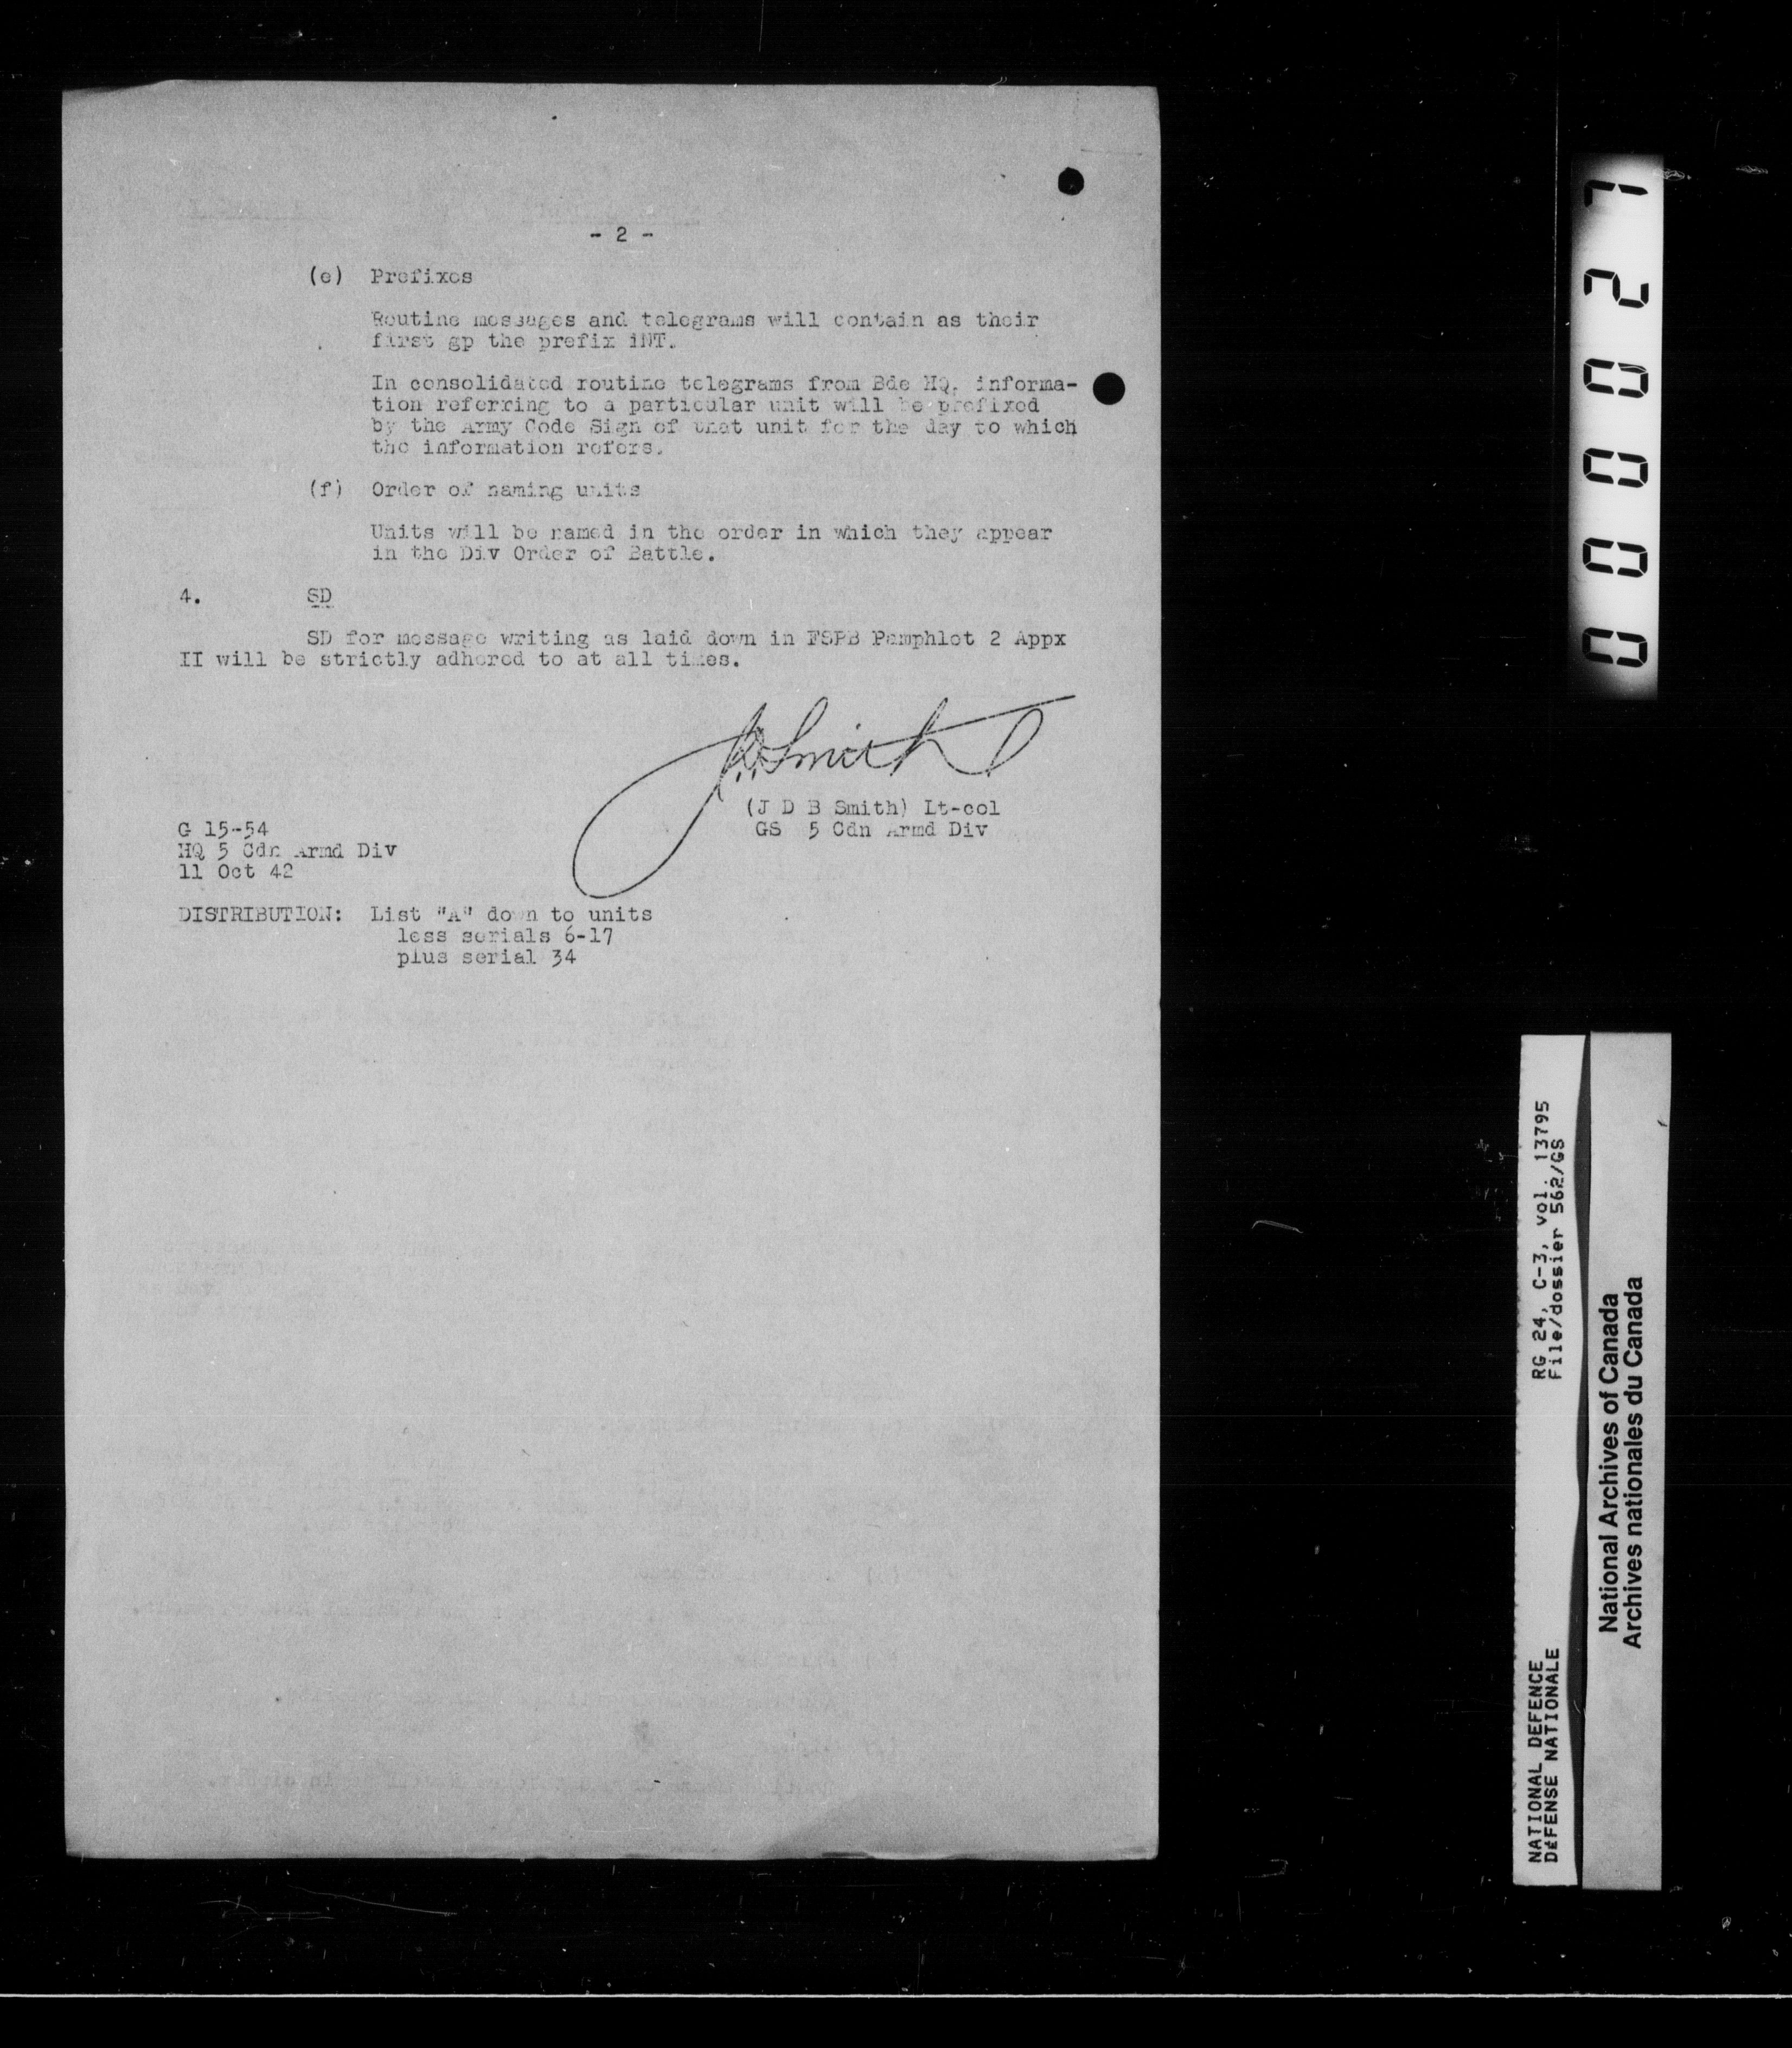 - 2 -
(e) Prefixes
Routine messages and telegrams will contain as their
first gp the prefix iNT.
In consolidated routine telegrams from Bde HQ, informa-
tion referring to a particular unit will be prefixed
by the Army Code Sign of that unit for the day to which
the information refers.
(f) Order of naming units
Units will be named in the order in which they appear
in the Div Order of Battle.
4. SD
SD for message writing as laid down in FSPB Pamphlet 2 Appx
II will be strictly adhered to at all times.
J.D.B. Smith
(J D B Smith) Lt-col
GS 5 Cdn Armd Div
G 15-54
HQ 5 Cdn Armd Div
11 Oct 42
DISTRIBUTION: List "A" down to units
less serials 6-17
plus serial 34
000027
RG 24, C-3, vol. 13795
File/dossier 562/GS
NATIONAL DEFENCE
DÉFENSE NATIONALE
National Archives of Canada
Archives nationales du Canada